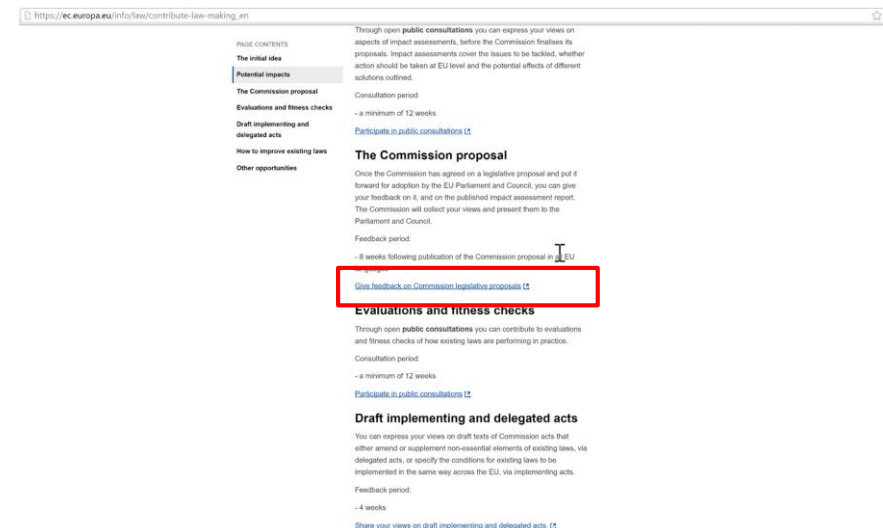 https://ec.europa.eu/info/law/contribute-law-making_en
PAGE CONTENTS
The initial idea
Potential impacts
The Commission proposal
Evaluations and fitness checks
Draft implementing and
delegated acts
How to improve existing laws
Other opportunities
Through open public consultations you can express your views on
aspects of impact assessments, before the Commission finalises its
proposals. Impact assessments cover the issues to be tackled, whether
action should be taken at EU level and the potential effects of different
solutions outlined.
Consultation period:
- a minimum of 12 weeks
Participate in public consultations
The Commission proposal
Once the Commission has agreed on a legislative proposal and put it
forward for adoption by the EU Parliament and Council, you can give
your feedback on it, and on the published impact assessment report.
The Commission will collect your views and present them to the
Parliament and Council.
Feedback period:
- 8 weeks following publication of the Commission proposal in all EU
languages
Give feedback on Commission legislative proposals
Evaluations and fitness checks
Through open public consultations you can contribute to evaluations
and fitness checks of how existing laws are performing in practice.
Consultation period:
- a minimum of 12 weeks
Participate in public consultations
Draft implementing and delegated acts
You can express your views on draft texts of Commission acts that
either amend or supplement non-essential elements of existing laws, via
delegated acts, or specify the conditions for existing laws to be
implemented in the same way across the EU, via implementing acts.
Feedback period:
- 4 weeks
Share your views on draft implementing and delegated acts